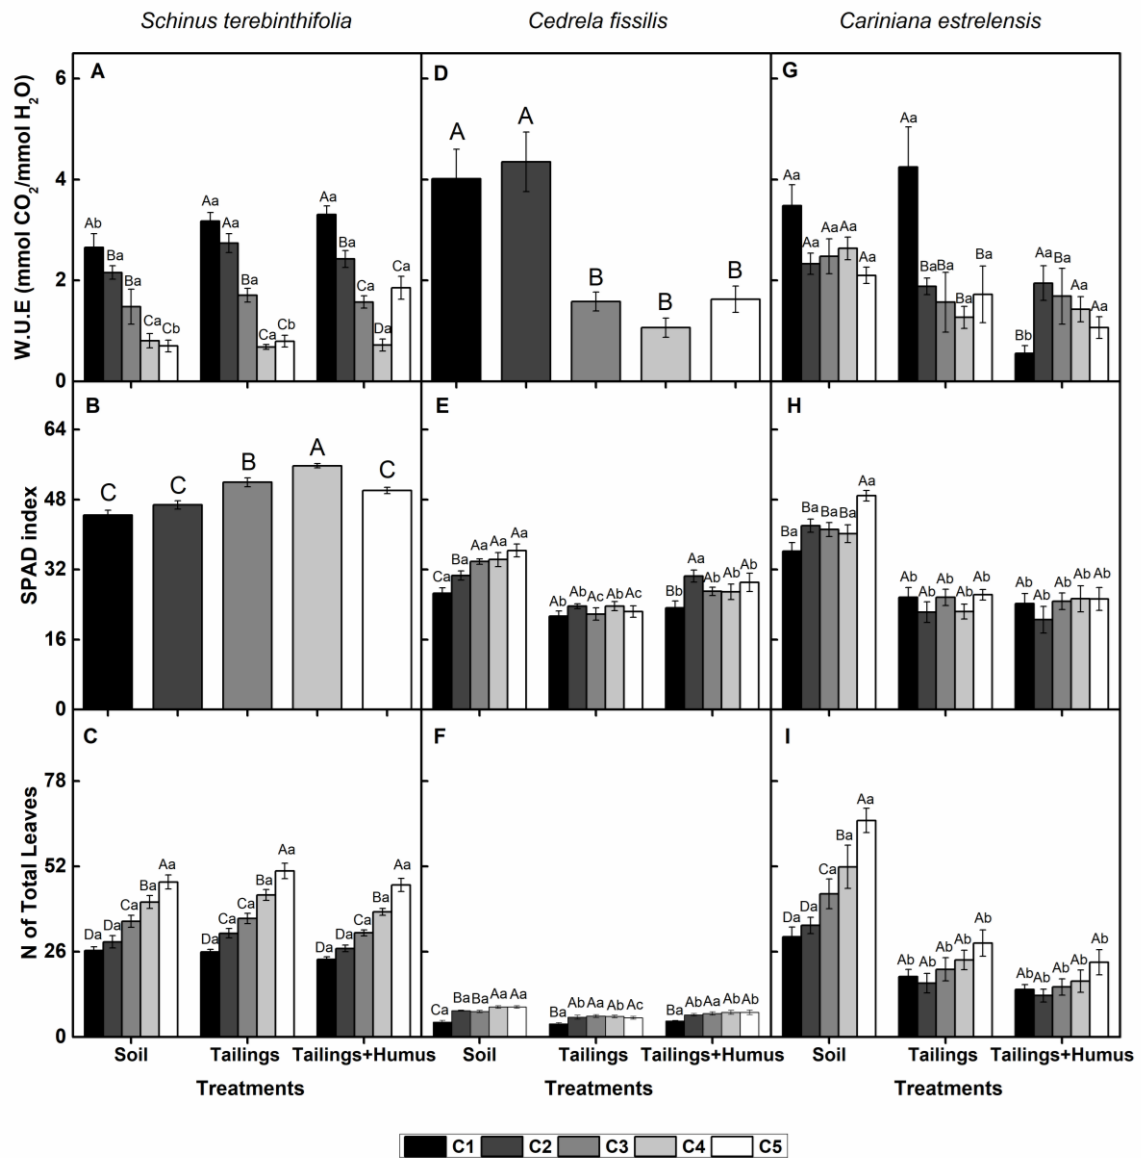 Schinus terebinthifolia Cedrela fissilis Cariniana estrelensis
W.U.E (mmol CO₂/mmol H₂O)
6
4
2
0
A
Ab Ba Ba Ca Cb
Aa Aa Ba Ca Cb
Aa Ba Ca Da Ca
D
A A B B B
G
Aa Aa Aa Aa Aa
Aa Ba Ba Ba Ba
Bb Aa Ba Aa Aa
SPAD index
64
48
32
16
0
B
C C B A C
E
Ca Ba Aa Aa Aa
Ab Ab Ac Ab Ac
Bb Aa Ab Ab Ab
H
Ba Ba Ba Ba Aa
Ab Ab Ab Ab Ab
Ab Ab Ab Ab Ab
N of Total Leaves
78
52
26
0
C
Da Da Ca Ba Aa
Da Ca Ca Ba Aa
Da Da Ca Ba Aa
F
Ca Ba Ba Aa Aa
Ba Ab Aa Ab Ac
Ba Ab Aa Ab Ab
I
Da Da Ca Ba Aa
Ab Ab Ab Ab Ab
Ab Ab Ab Ab Ab
Soil Tailings Tailings+Humus Soil Tailings Tailings+Humus Soil Tailings Tailings+Humus
Treatments Treatments Treatments
C1 C2 C3 C4 C5